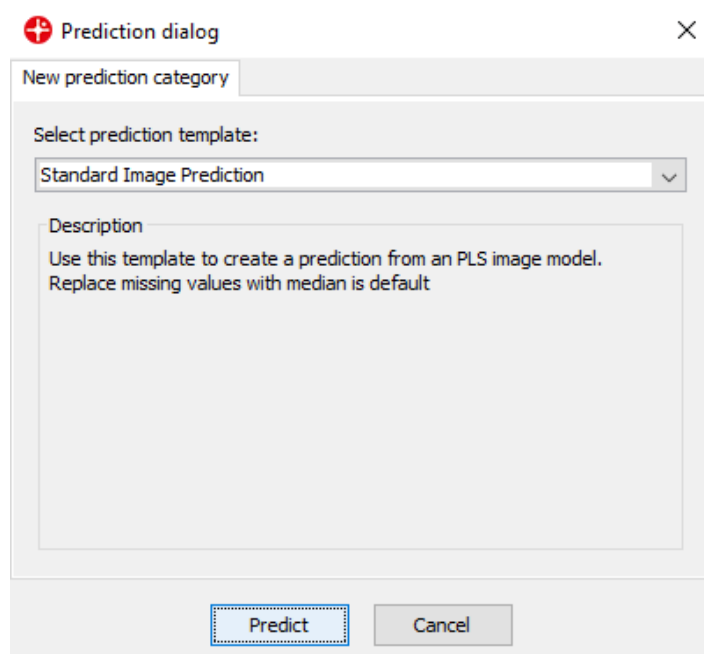 Prediction dialog
New prediction category
Select prediction template:
Standard Image Prediction
Description
Use this template to create a prediction from an PLS image model.
Replace missing values with median is default
Predict
Cancel